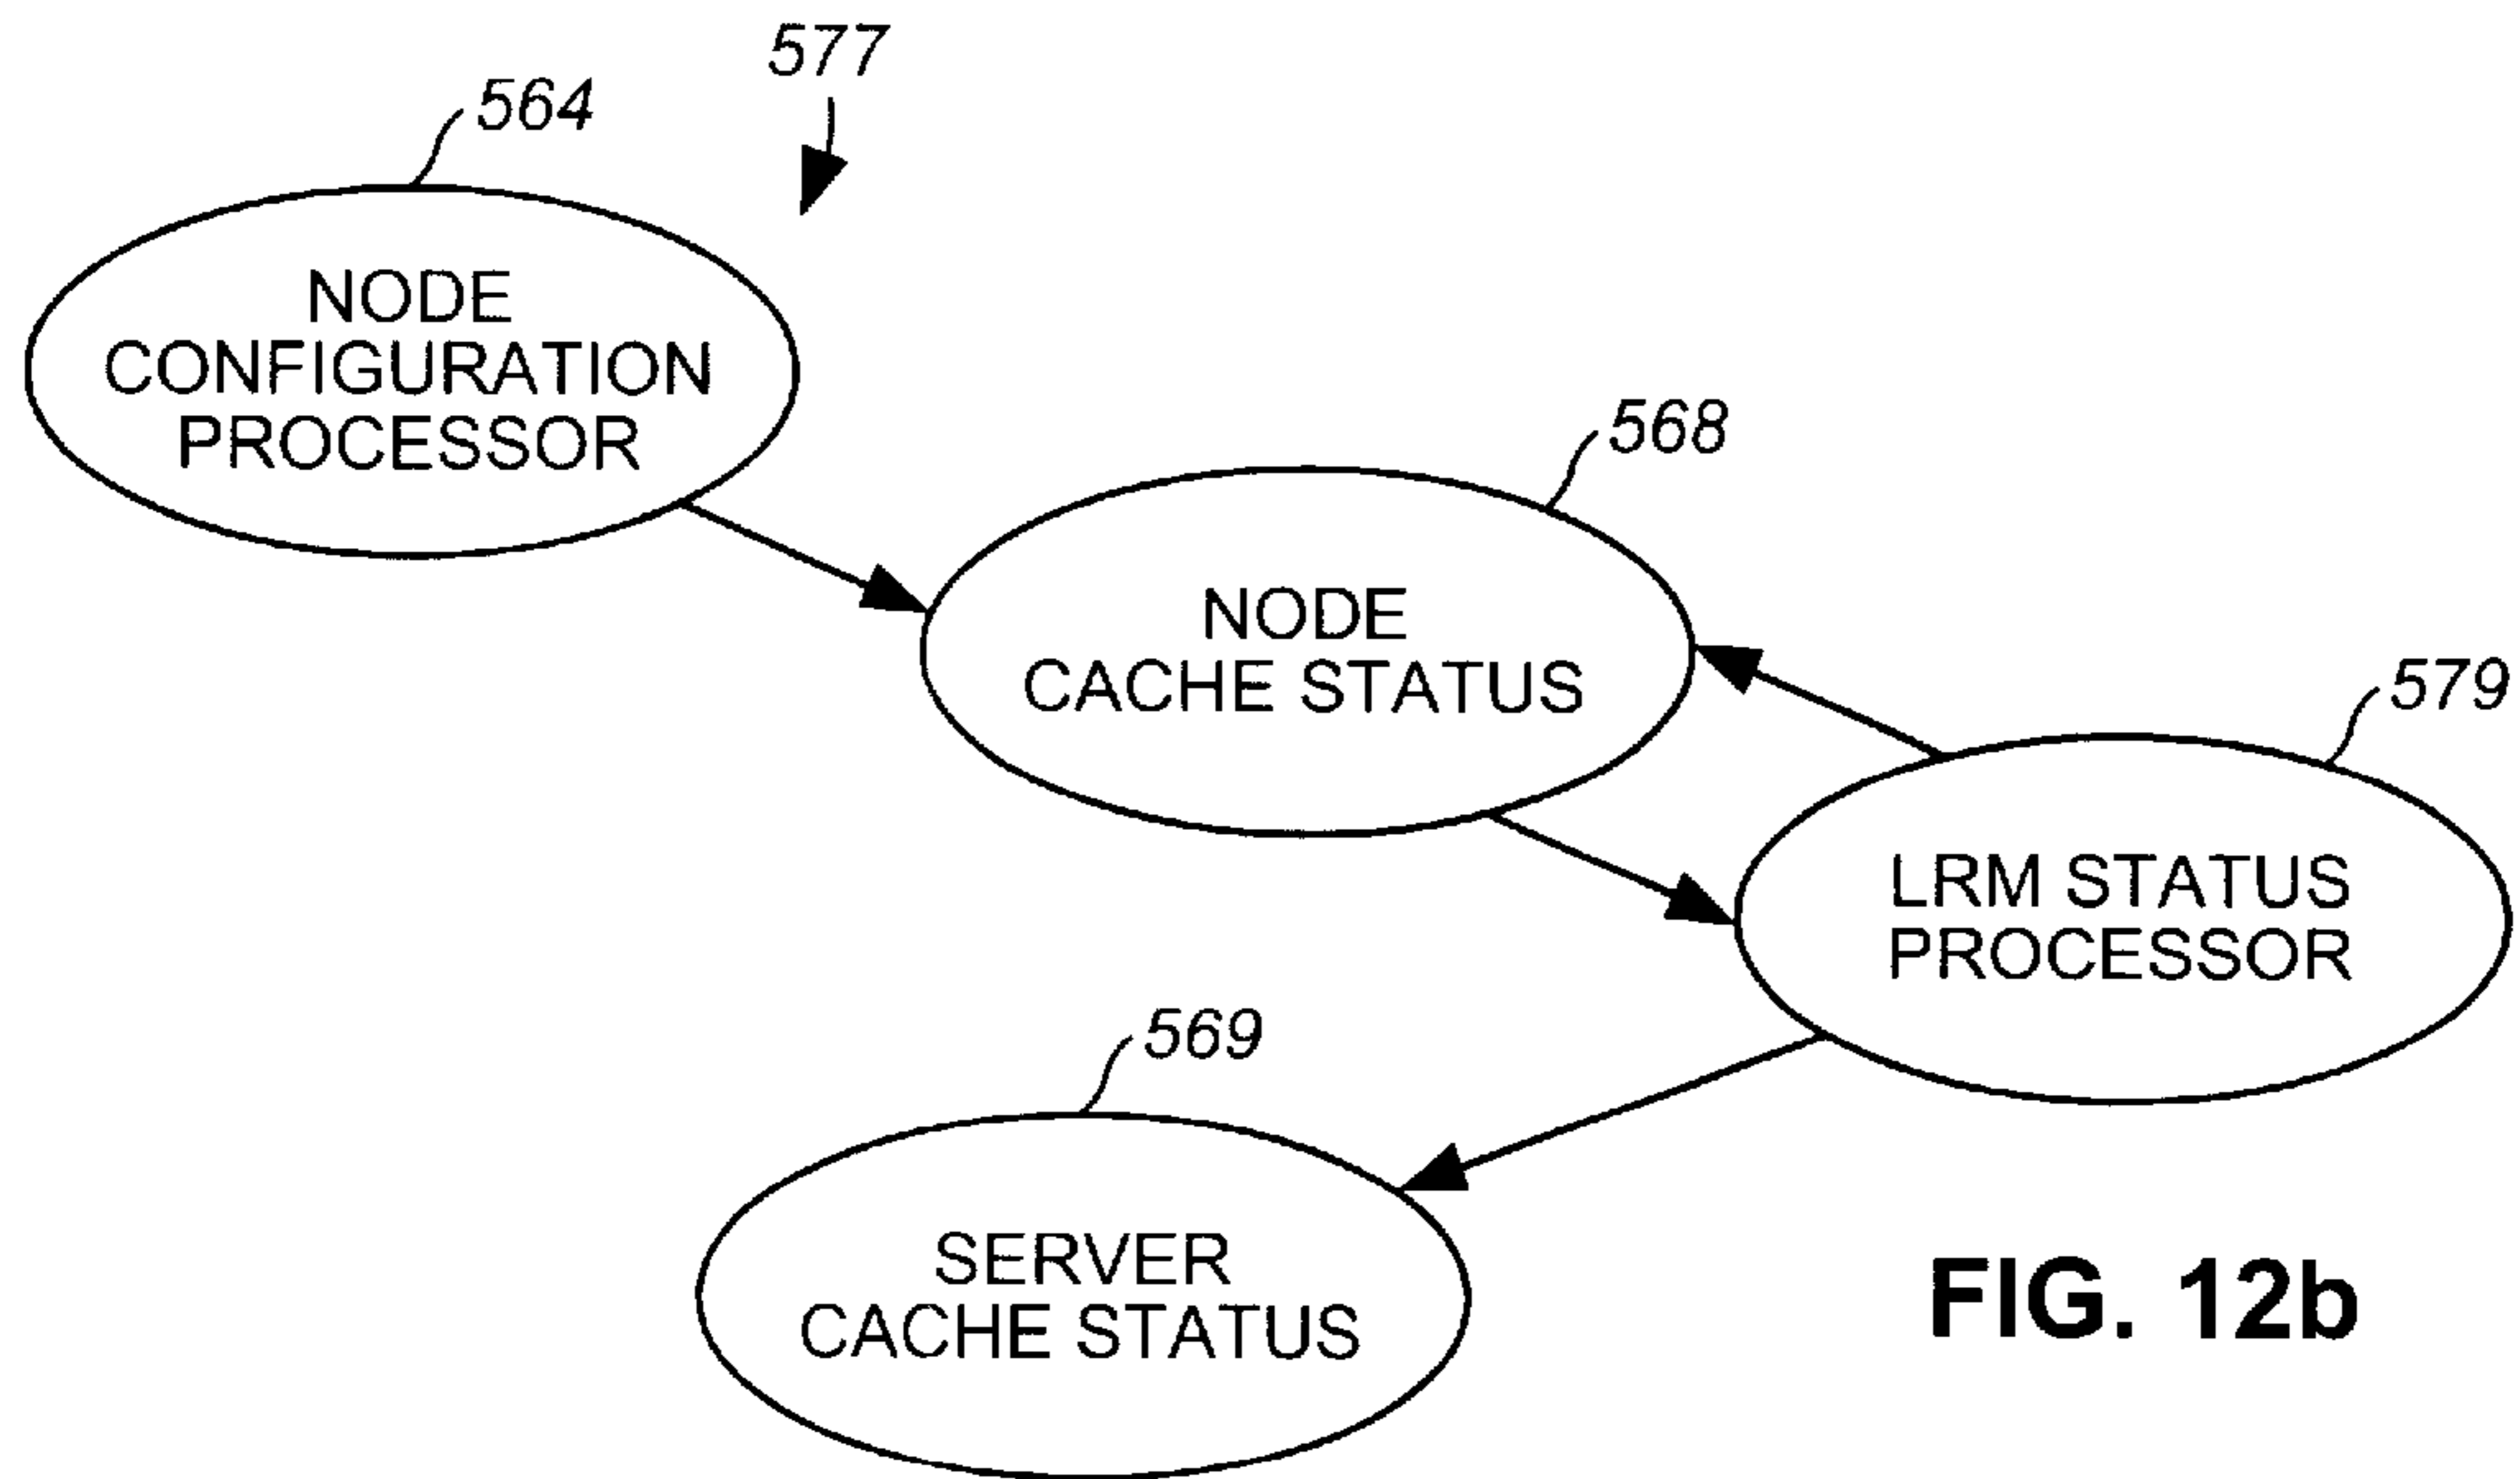 577
564
NODE
CONFIGURATION
PROCESSOR
568
NODE
CACHE STATUS
579
LRM STATUS
PROCESSOR
569
SERVER
CACHE STATUS
FIG. 12b